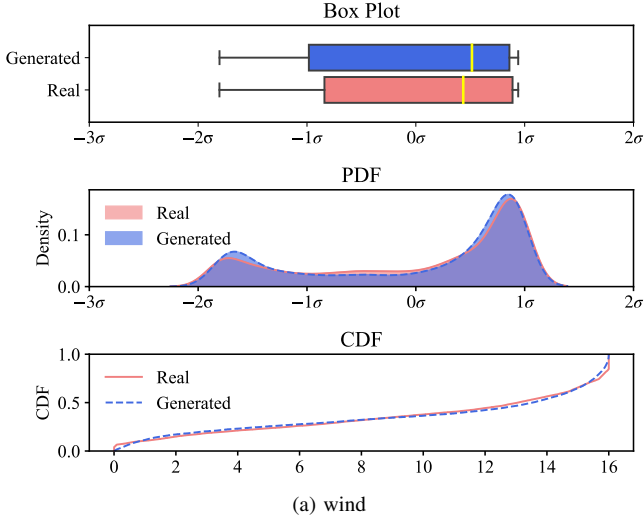 Box Plot
Generated
Real
−3σ −2σ −1σ 0σ 1σ 2σ
PDF
Density
0.1
0.0
Real
Generated
−3σ −2σ −1σ 0σ 1σ 2σ
CDF
CDF
1.0
0.5
0.0
Real
Generated
0 2 4 6 8 10 12 14 16
(a) wind